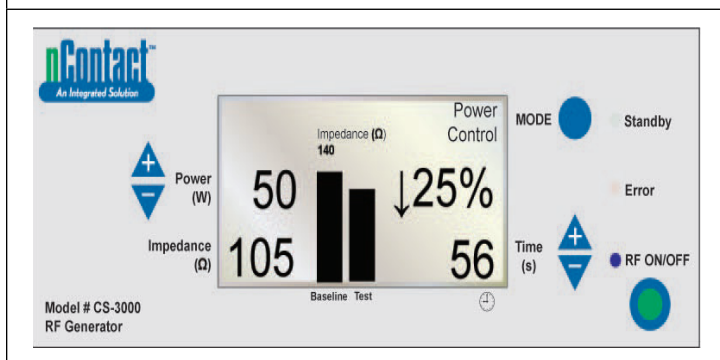 nContact™
An Integrated Solution
Power
Control
MODE
Standby
Impedance (Ω)
140
Power
(W)
50
↓25%
Error
Impedance
(Ω)
105
56
Time
(s)
RF ON/OFF
Baseline Test
Model # CS-3000
RF Generator